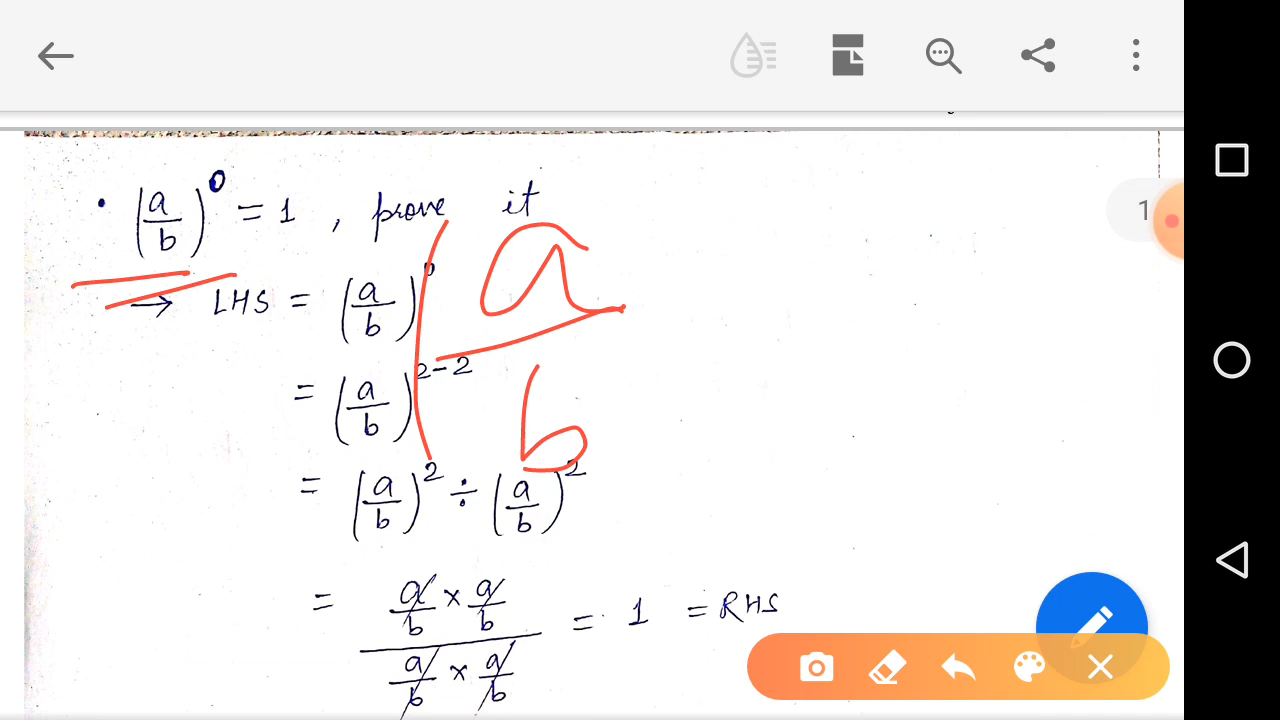 1
• (a/b)⁰ = 1 , prove it
→ LHS = (a/b)⁰
= (a/b)²⁻²
= (a/b)² ÷ (a/b)²
= (a/b × a/b) / (a/b × a/b) = 1 = RHS
( a/b